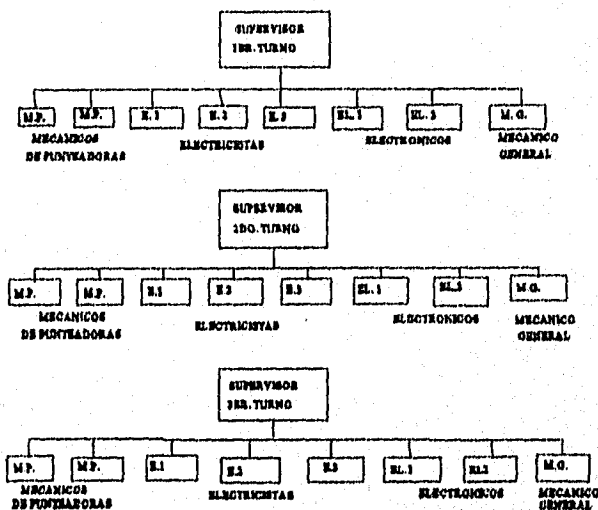 SUPERVISOR
1ER. TURNO
M.P. M.P. E.1 E.2 E.3 EL.1 EL.2 M.G.
MECANICOS ELECTRICISTAS ELECTRONICOS MECANICO
DE PUNTEADORAS GENERAL
SUPERVISOR
2DO. TURNO
M.P. M.P. E.1 E.2 E.3 EL.1 EL.2 M.G.
MECANICOS ELECTRICISTAS ELECTRONICOS MECANICO
DE PUNTEADORAS GENERAL
SUPERVISOR
3ER. TURNO
M.P. M.P. E.1 E.2 E.3 EL.1 EL.2 M.G.
MECANICOS ELECTRICISTAS ELECTRONICOS MECANICO
DE PUNTEADORAS GENERAL